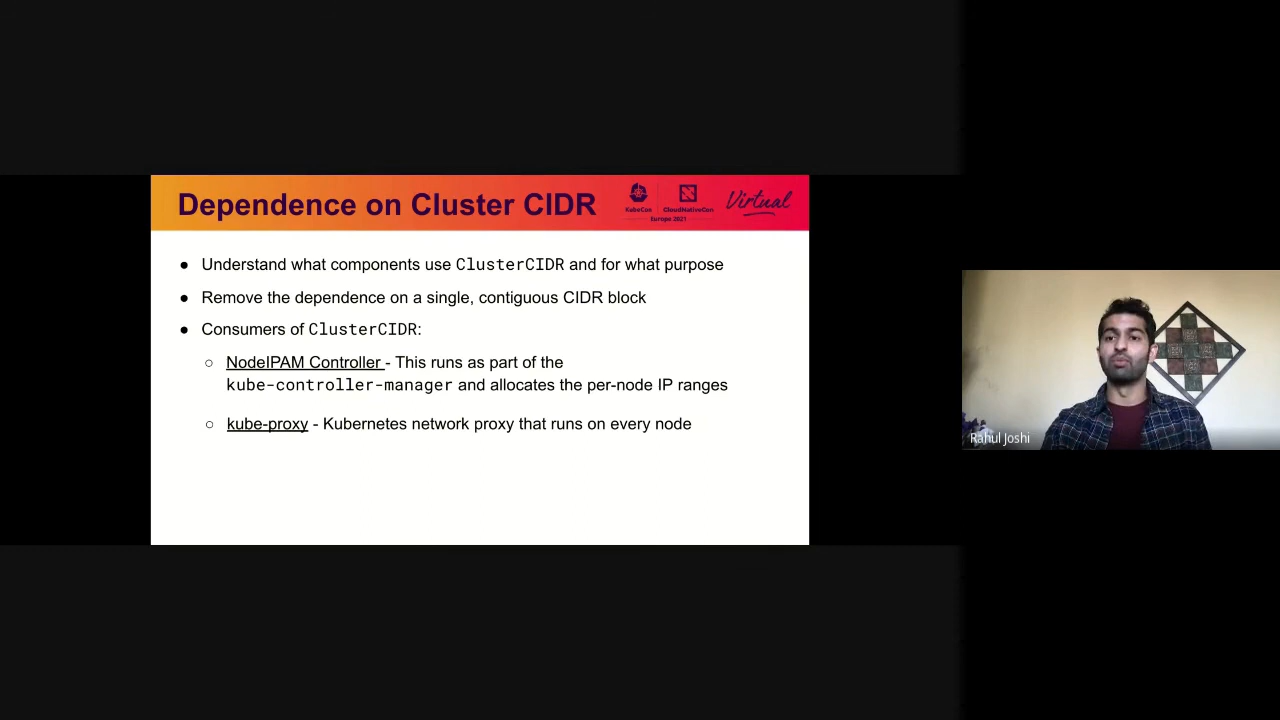 Dependence on Cluster CIDR
KubeCon
CloudNativeCon
Europe 2021
Virtual
● Understand what components use ClusterCIDR and for what purpose
● Remove the dependence on a single, contiguous CIDR block
● Consumers of ClusterCIDR:
○ NodeIPAM Controller - This runs as part of the
kube-controller-manager and allocates the per-node IP ranges
○ kube-proxy - Kubernetes network proxy that runs on every node
Rahul Joshi